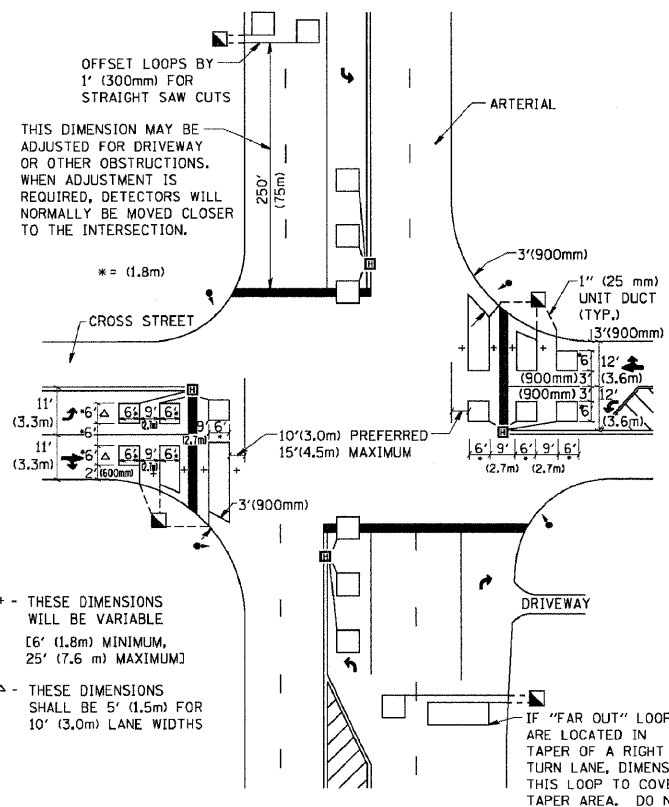 OFFSET LOOPS BY
1' (300mm) FOR
STRAIGHT SAW CUTS
ARTERIAL
THIS DIMENSION MAY BE
ADJUSTED FOR DRIVEWAY
OR OTHER OBSTRUCTIONS.
WHEN ADJUSTMENT IS
REQUIRED, DETECTORS WILL
NORMALLY BE MOVED CLOSER
TO THE INTERSECTION.
250'
(75m)
* = (1.8m)
H
3'(900mm)
1" (25 mm)
UNIT DUCT
(TYP.)
3'(900mm)
CROSS STREET
*6'
12'
(3.6m)
(900mm)3'
(900mm)3'
12'
*6'
(3.6m)
H
H
11'
(3.3m)
*6'
6' 9' 6'
(2.7m)
9' 6'
(2.7m)
*6'
11'
(3.3m)
*6'
6' 9' 6'
(2.7m)
2' (600mm)
10'(3.0m) PREFERRED
15'(4.5m) MAXIMUM
6' 9' 6' 9' 6'
(2.7m) (2.7m)
3'(900mm)
H
+ - THESE DIMENSIONS
WILL BE VARIABLE
[6' (1.8m) MINIMUM,
25' (7.6 m) MAXIMUM]
DRIVEWAY
△ - THESE DIMENSIONS
SHALL BE 5' (1.5m) FOR
10' (3.0m) LANE WIDTHS
IF "FAR OUT" LOOP
ARE LOCATED IN
TAPER OF A RIGHT
TURN LANE, DIMENS
THIS LOOP TO COVE
TAPER AREA. DO N